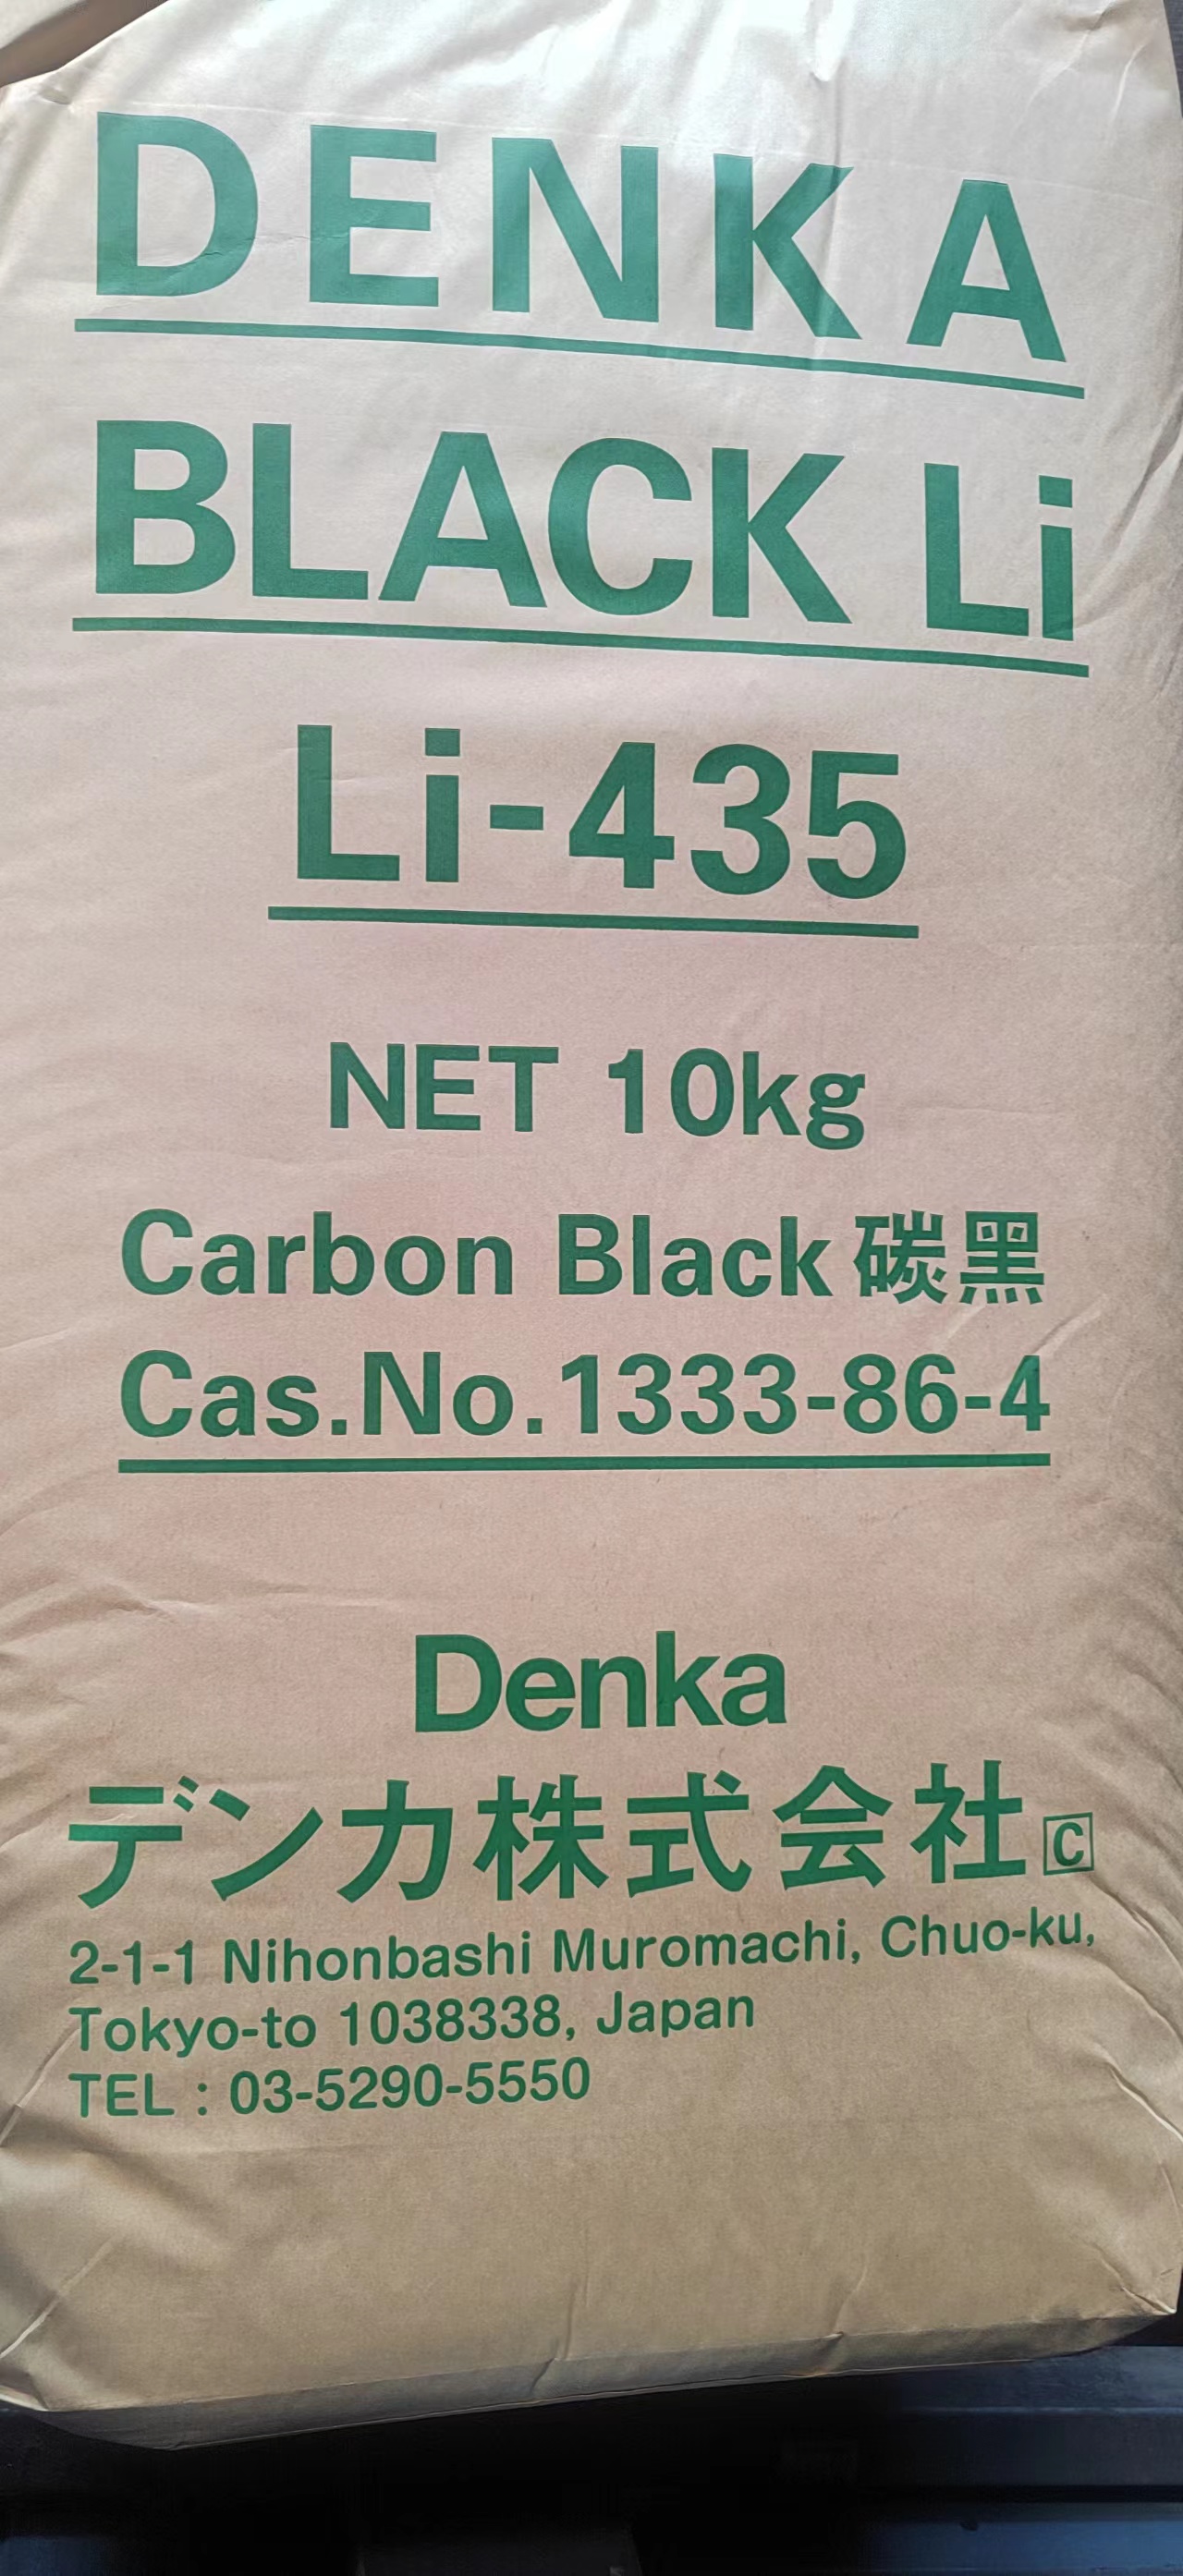 DENKA
BLACK Li
Li-435
NET 10kg
Carbon Black 碳黑
Cas.No.1333-86-4
Denka
デンカ株式会社 C
2-1-1 Nihonbashi Muromachi, Chuo-ku,
Tokyo-to 1038338, Japan
TEL : 03-5290-5550